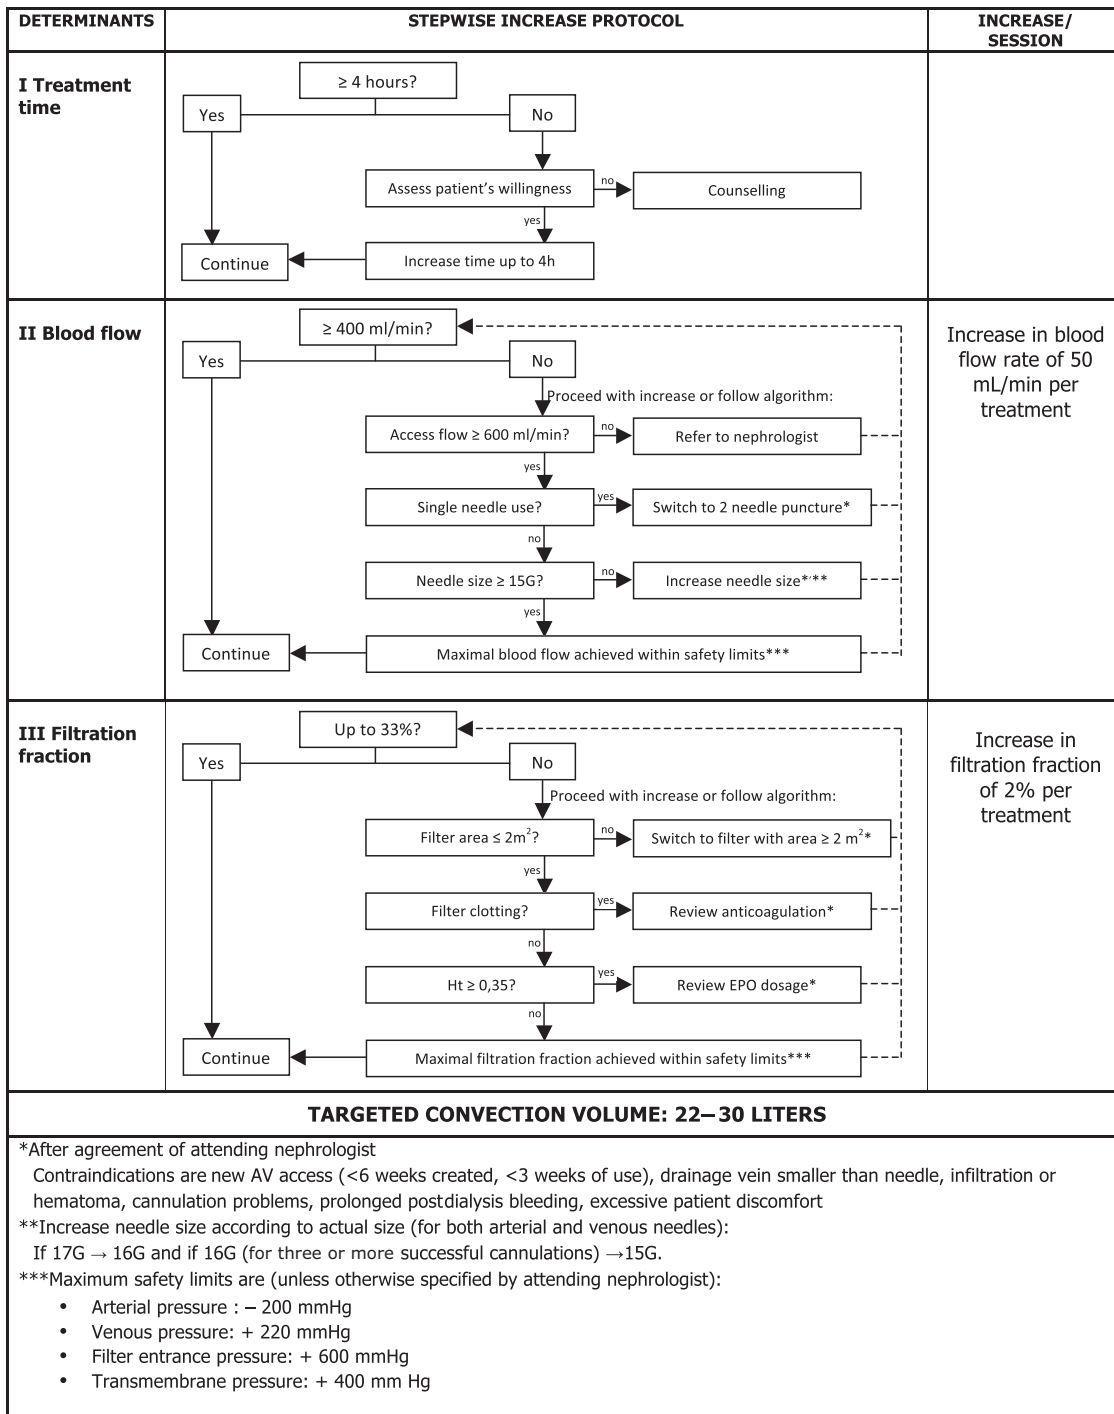 DETERMINANTS
STEPWISE INCREASE PROTOCOL
INCREASE/
SESSION
I Treatment
time
≥ 4 hours?
Yes
No
Assess patient's willingness
no
Counselling
yes
Continue
Increase time up to 4h
II Blood flow
≥ 400 ml/min?
Yes
No
Proceed with increase or follow algorithm:
Access flow ≥ 600 ml/min?
no
Refer to nephrologist
yes
Single needle use?
yes
Switch to 2 needle puncture*
no
Needle size ≥ 15G?
no
Increase needle size*,**
yes
Continue
Maximal blood flow achieved within safety limits***
Increase in blood
flow rate of 50
mL/min per
treatment
III Filtration
fraction
Up to 33%?
Yes
No
Proceed with increase or follow algorithm:
Filter area ≤ 2m²?
no
Switch to filter with area ≥ 2 m²*
yes
Filter clotting?
yes
Review anticoagulation*
no
Ht ≥ 0,35?
yes
Review EPO dosage*
no
Continue
Maximal filtration fraction achieved within safety limits***
Increase in
filtration fraction
of 2% per
treatment
TARGETED CONVECTION VOLUME: 22–30 LITERS
*After agreement of attending nephrologist
Contraindications are new AV access (<6 weeks created, <3 weeks of use), drainage vein smaller than needle, infiltration or
hematoma, cannulation problems, prolonged postdialysis bleeding, excessive patient discomfort
**Increase needle size according to actual size (for both arterial and venous needles):
If 17G → 16G and if 16G (for three or more successful cannulations) →15G.
***Maximum safety limits are (unless otherwise specified by attending nephrologist):
• Arterial pressure : – 200 mmHg
• Venous pressure: + 220 mmHg
• Filter entrance pressure: + 600 mmHg
• Transmembrane pressure: + 400 mm Hg